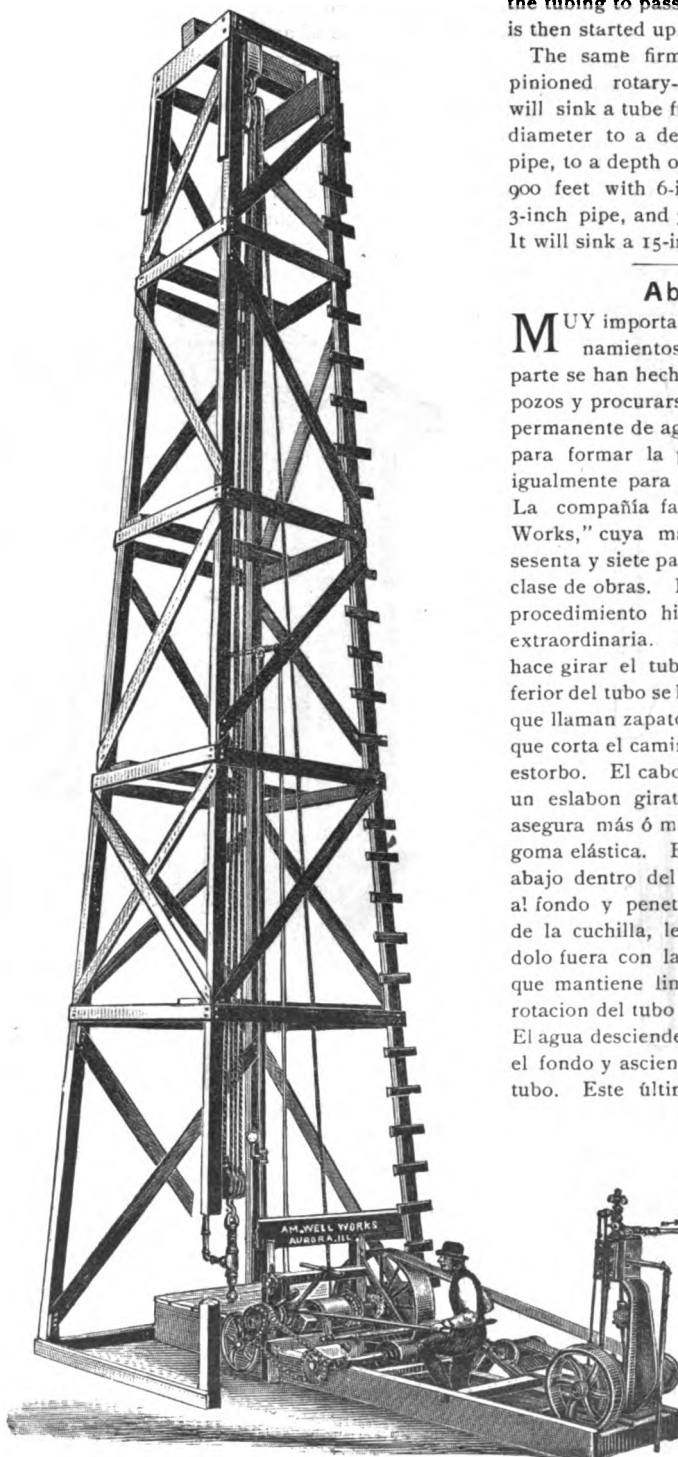 the tubing to pass
is then started up
The same firm
pinioned rotary-
will sink a tube f
diameter to a de
pipe, to a depth o
900 feet with 6-i
3-inch pipe, and
It will sink a 15-in
Ab
MUY importa
namientos
parte se han hech
pozos y procurars
permanente de ag
para formar la p
igualmente para
La compañía fa
Works," cuya ma
sesenta y siete pa
clase de obras.
procedimiento hi
extraordinaria.
hace girar el tub
ferior del tubo se l
que llaman zapato
que corta el camin
estorbo. El cabo
un eslabon girat
asegura más ó m
goma elástica. E
abajo dentro del
al fondo y penet
de la cuchilla, le
dolo fuera con la
que mantiene lim
rotacion del tubo
El agua desciende
el fondo y ascien
tubo. Este últin
AM. WELL WORKS
AURORA. ILL.